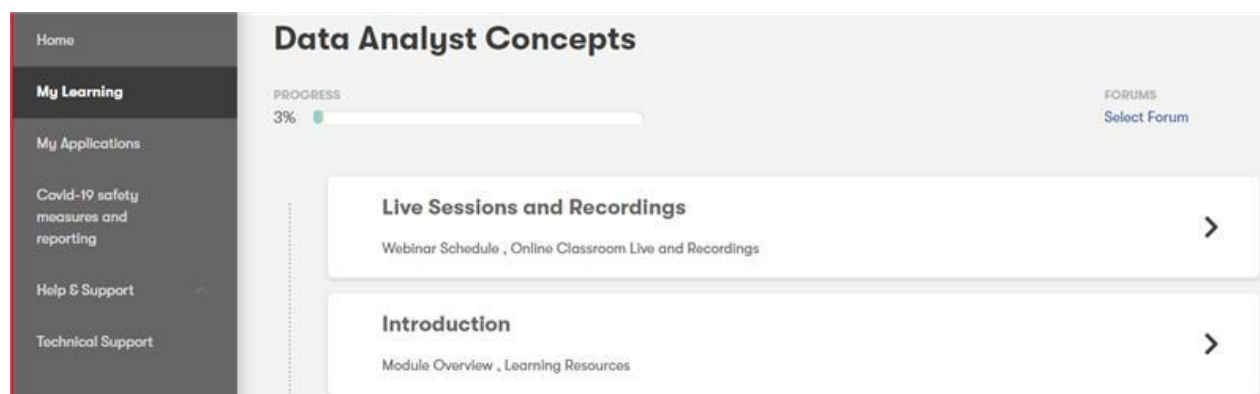 Home
My Learning
My Applications
Covid-19 safety
measures and
reporting
Help & Support
Technical Support
Data Analyst Concepts
PROGRESS
3%
FORUMS
Select Forum
Live Sessions and Recordings
Webinar Schedule , Online Classroom Live and Recordings
Introduction
Module Overview , Learning Resources